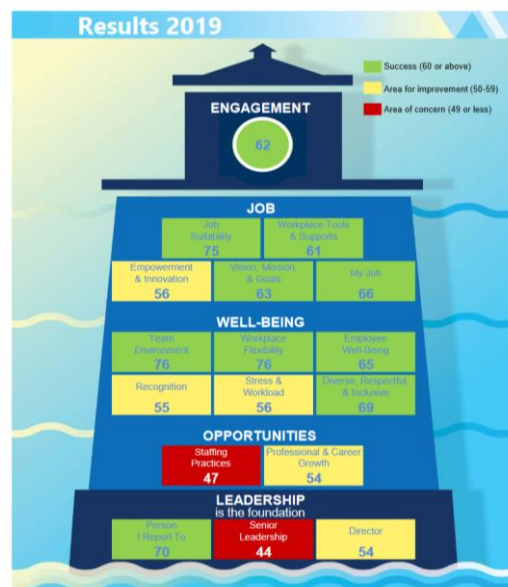 Results 2019
Success (60 or above)
Area for improvement (50-59)
Area of concern (49 or less)
ENGAGEMENT
62
JOB
Job
Suitability
75
Workplace Tools
& Supports
61
Empowerment
& Innovation
56
Vision, Mission,
& Goals
63
My Job
66
WELL-BEING
Team
Environment
76
Workplace
Flexibility
76
Employee
Well-Being
65
Recognition
55
Stress &
Workload
56
Diverse, Respectful
& Inclusive
69
OPPORTUNITIES
Staffing
Practices
47
Professional & Career
Growth
54
LEADERSHIP
is the foundation
Person
I Report To
70
Senior
Leadership
44
Director
54